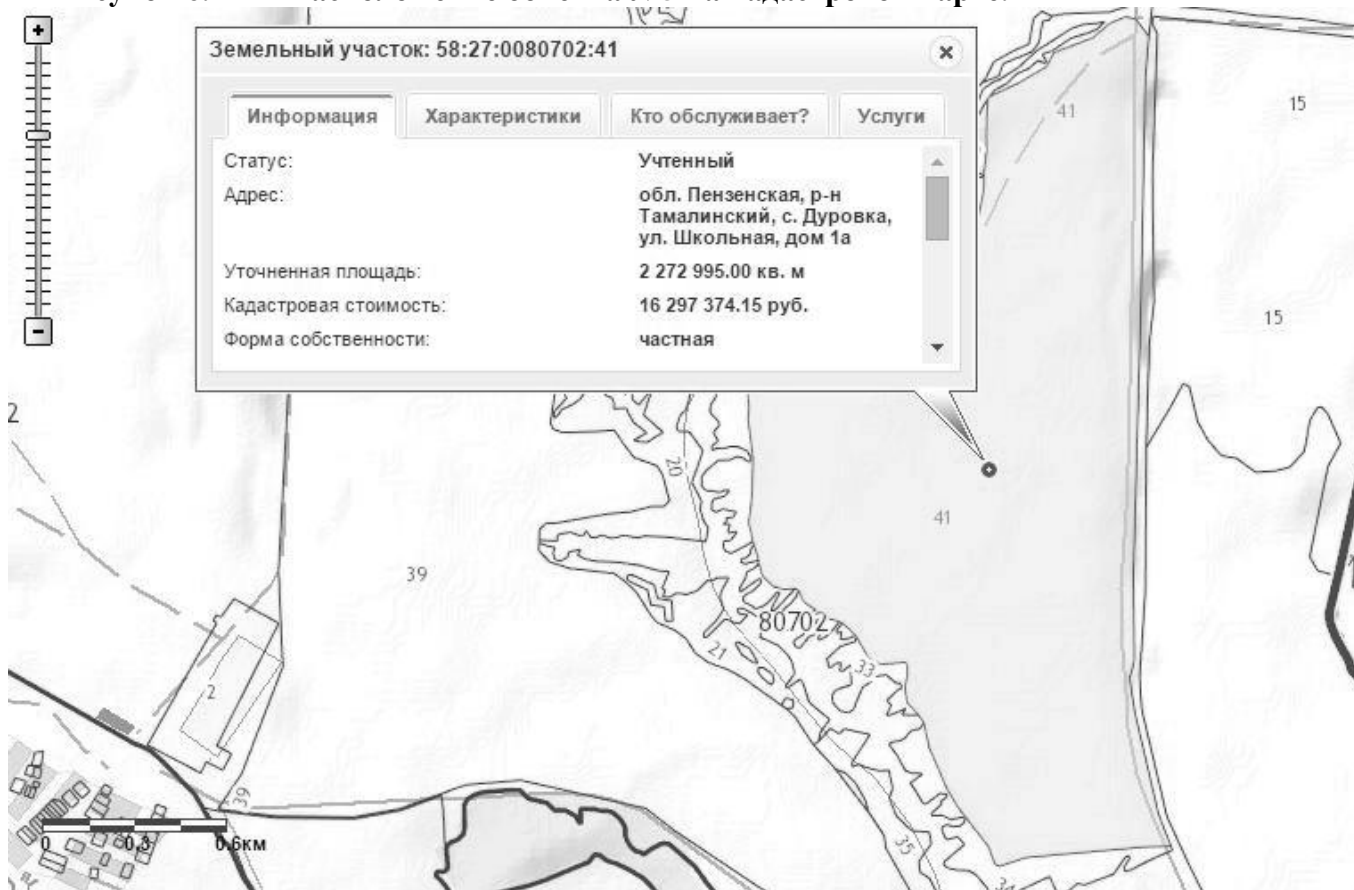 Земельный участок: 58:27:0080702:41
Информация Характеристики Кто обслуживает? Услуги
Статус: Учтенный
Адрес: обл. Пензенская, р-н
Тамалинский, с. Дуровка,
ул. Школьная, дом 1а
Уточненная площадь: 2 272 995.00 кв. м
Кадастровая стоимость: 16 297 374.15 руб.
Форма собственности: частная
41
15
15
2
20
41
39
80702
21
33
2
39
35
34
0 0,3 0,6км